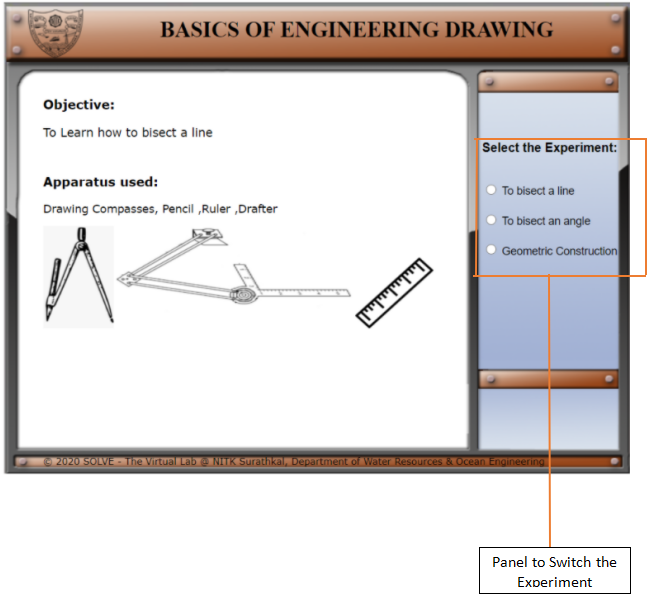 BASICS OF ENGINEERING DRAWING
Objective:
To Learn how to bisect a line
Apparatus used:
Drawing Compasses, Pencil ,Ruler ,Drafter
Select the Experiment:
To bisect a line
To bisect an angle
Geometric Construction
© 2020 SOLVE - The Virtual Lab @ NITK Surathkal, Department of Water Resources & Ocean Engineering
Panel to Switch the
Experiment